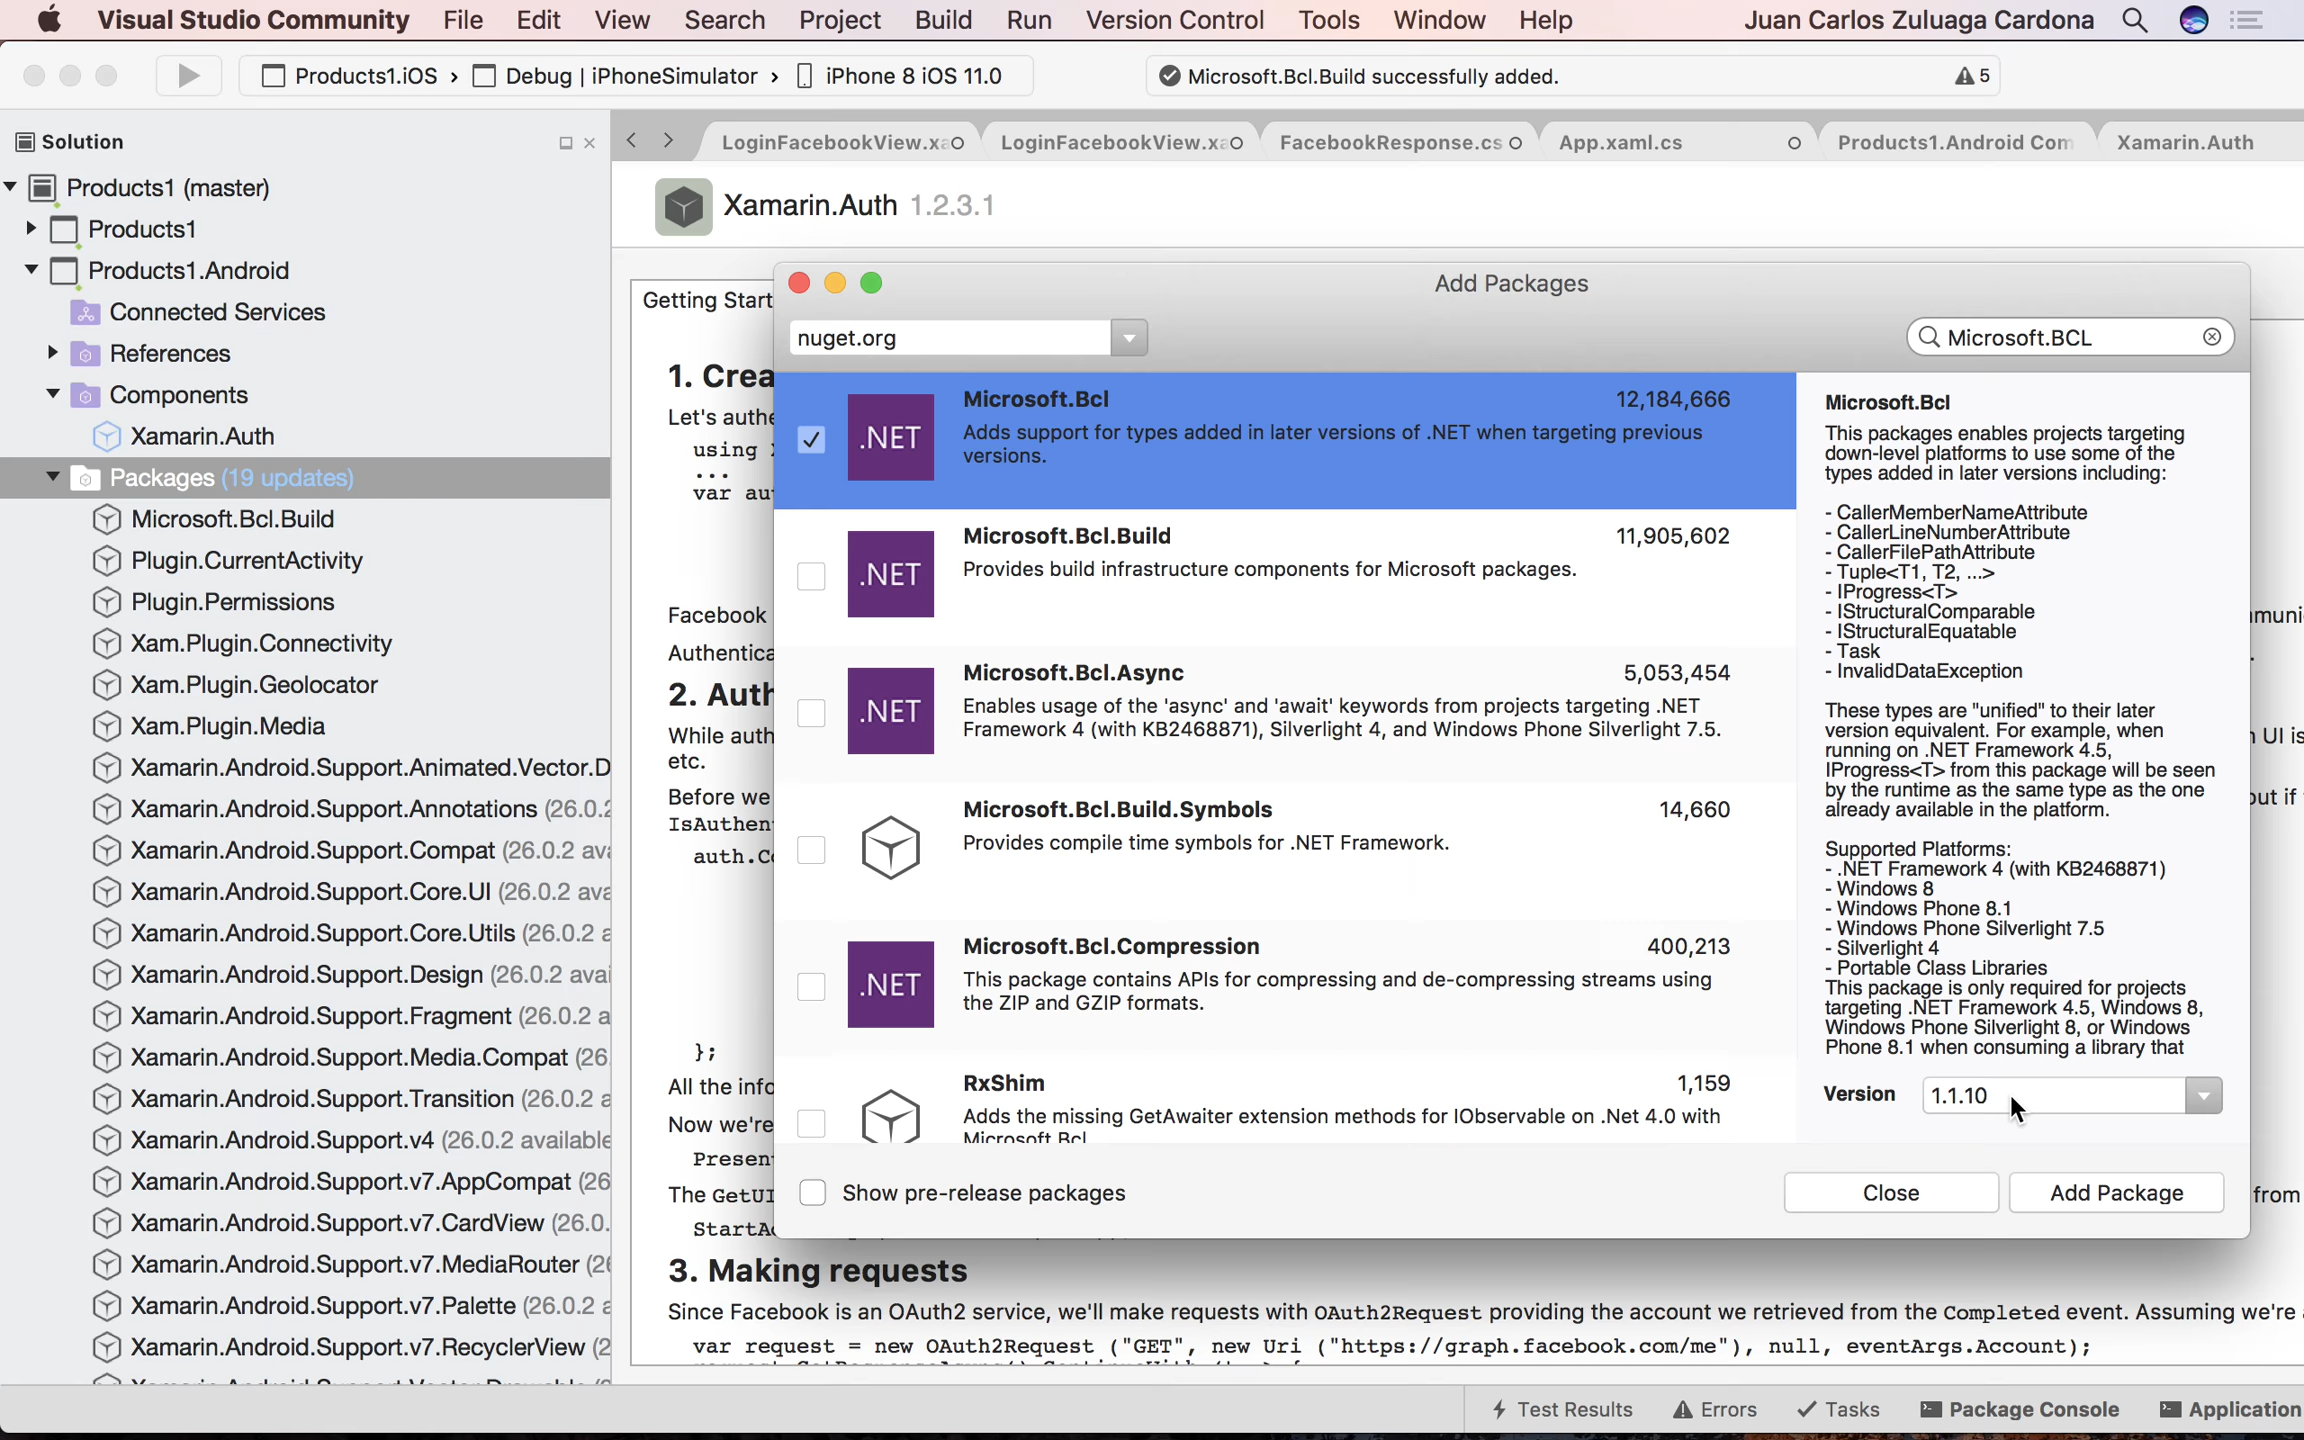 Visual Studio Community File Edit View Search Project Build Run Version Control Tools Window Help Juan Carlos Zuluaga Cardona
Products1.iOS › Debug | iPhoneSimulator › iPhone 8 iOS 11.0 Microsoft.Bcl.Build successfully added. 5
Solution
LoginFacebookView.xa LoginFacebookView.xa FacebookResponse.cs App.xaml.cs Products1.Android Com Xamarin.Auth
Products1 (master)
Products1
Products1.Android
Connected Services
References
Components
Xamarin.Auth
Packages (19 updates)
Microsoft.Bcl.Build
Plugin.CurrentActivity
Plugin.Permissions
Xam.Plugin.Connectivity
Xam.Plugin.Geolocator
Xam.Plugin.Media
Xamarin.Android.Support.Animated.Vector.D
Xamarin.Android.Support.Annotations (26.0.2
Xamarin.Android.Support.Compat (26.0.2 ava
Xamarin.Android.Support.Core.UI (26.0.2 ava
Xamarin.Android.Support.Core.Utils (26.0.2 a
Xamarin.Android.Support.Design (26.0.2 avai
Xamarin.Android.Support.Fragment (26.0.2 a
Xamarin.Android.Support.Media.Compat (26.
Xamarin.Android.Support.Transition (26.0.2 a
Xamarin.Android.Support.v4 (26.0.2 available
Xamarin.Android.Support.v7.AppCompat (26
Xamarin.Android.Support.v7.CardView (26.0.
Xamarin.Android.Support.v7.MediaRouter (26
Xamarin.Android.Support.v7.Palette (26.0.2 a
Xamarin.Android.Support.v7.RecyclerView (2
Xamarin.Auth 1.2.3.1
Getting Start
1. Crea
Let's authe
using
...
var au
Facebook
Authentica
2. Auth
While auth
etc.
Before we
IsAuthen
auth.Co
};
All the info
Now we're
Presen
The GetUI
StartA
muni
UI is
out if
from
Add Packages
nuget.org
Microsoft.BCL
Microsoft.Bcl 12,184,666
Adds support for types added in later versions of .NET when targeting previous
versions.
.NET
Microsoft.Bcl.Build 11,905,602
Provides build infrastructure components for Microsoft packages.
.NET
Microsoft.Bcl.Async 5,053,454
Enables usage of the 'async' and 'await' keywords from projects targeting .NET
Framework 4 (with KB2468871), Silverlight 4, and Windows Phone Silverlight 7.5.
.NET
Microsoft.Bcl.Build.Symbols 14,660
Provides compile time symbols for .NET Framework.
Microsoft.Bcl.Compression 400,213
This package contains APIs for compressing and de-compressing streams using
the ZIP and GZIP formats.
.NET
RxShim 1,159
Adds the missing GetAwaiter extension methods for IObservable on .Net 4.0 with
Microsoft Bcl
Microsoft.Bcl
This packages enables projects targeting
down-level platforms to use some of the
types added in later versions including:
- CallerMemberNameAttribute
- CallerLineNumberAttribute
- CallerFilePathAttribute
- Tuple<T1, T2, ...>
- IProgress<T>
- IStructuralComparable
- IStructuralEquatable
- Task
- InvalidDataException
These types are "unified" to their later
version equivalent. For example, when
running on .NET Framework 4.5,
IProgress<T> from this package will be seen
by the runtime as the same type as the one
already available in the platform.
Supported Platforms:
- .NET Framework 4 (with KB2468871)
- Windows 8
- Windows Phone 8.1
- Windows Phone Silverlight 7.5
- Silverlight 4
- Portable Class Libraries
This package is only required for projects
targeting .NET Framework 4.5, Windows 8,
Windows Phone Silverlight 8, or Windows
Phone 8.1 when consuming a library that
Version 1.1.10
Show pre-release packages Close Add Package
3. Making requests
Since Facebook is an OAuth2 service, we'll make requests with OAuth2Request providing the account we retrieved from the Completed event. Assuming we're
var request = new OAuth2Request ("GET", new Uri ("https://graph.facebook.com/me"), null, eventArgs.Account);
Test Results Errors Tasks Package Console Application